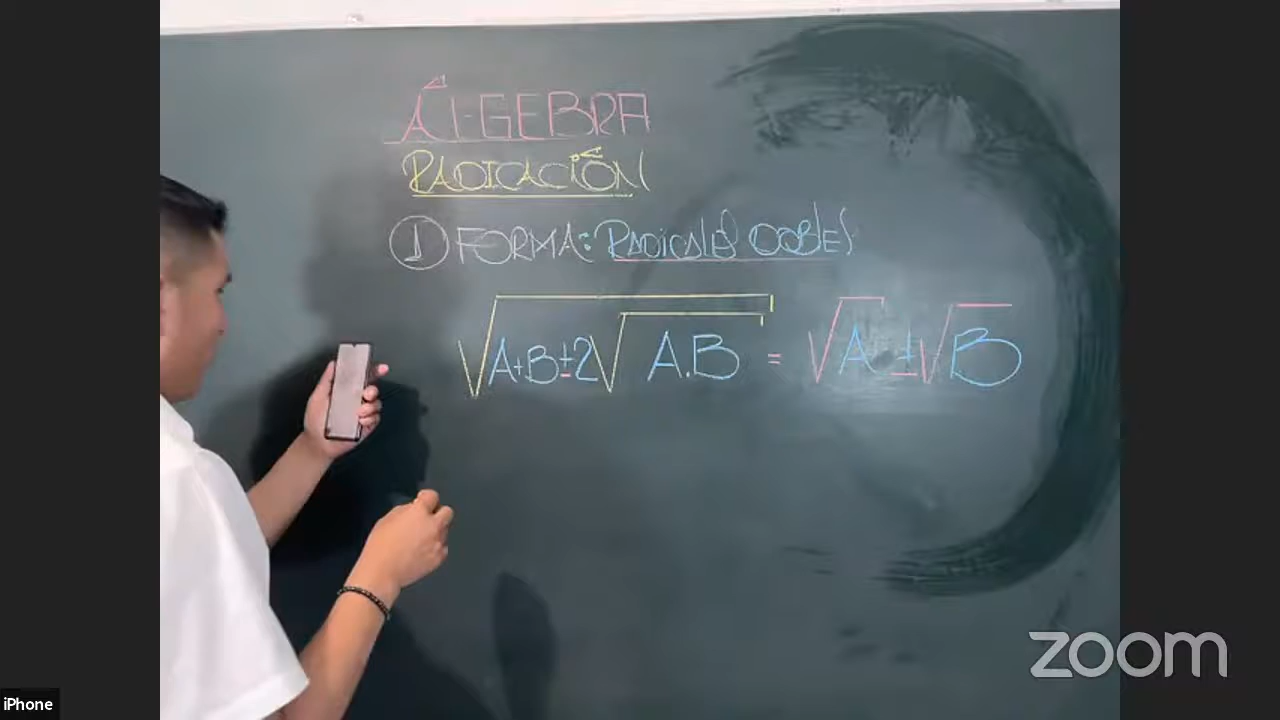 ÁLGEBRA
RADICACIÓN
1 FORMA: RADICALES DOBLES
√(A+B±2√(A.B)) = √A ± √B
zoom
iPhone